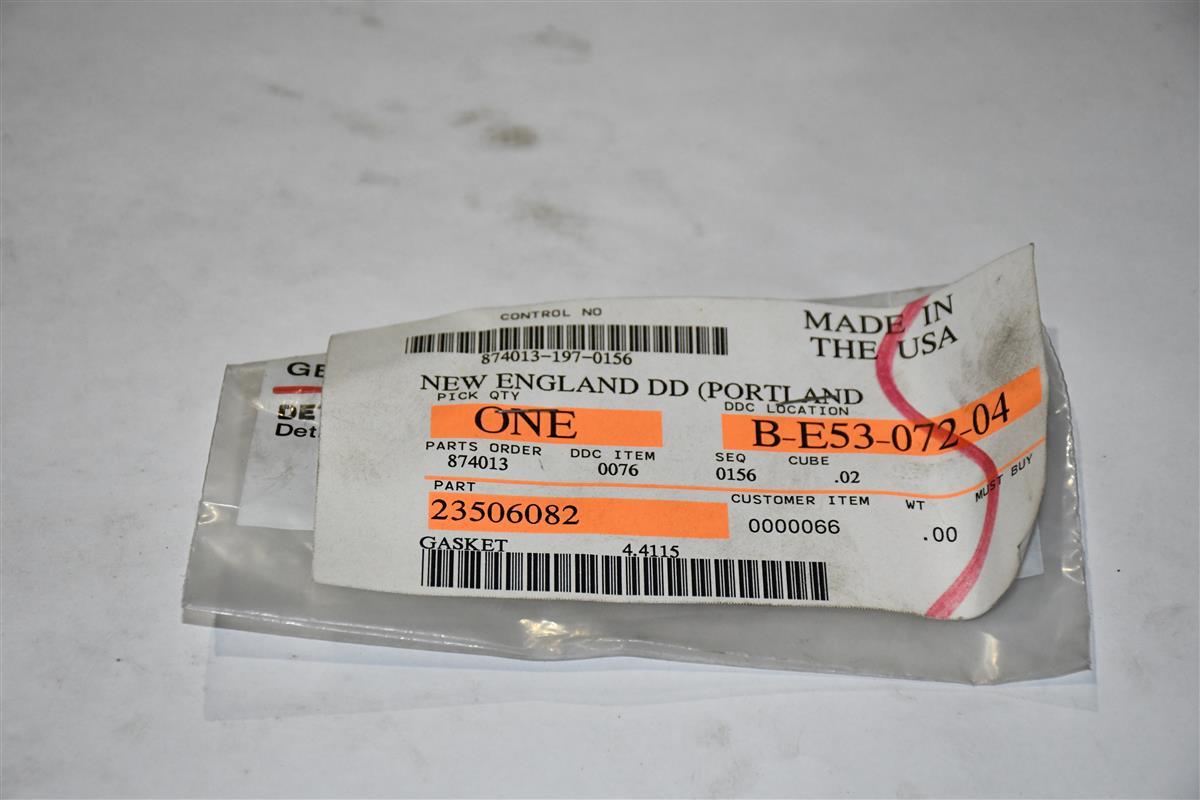 CONTROL NO
874013-197-0156
MADE IN
THE USA
NEW ENGLAND DD (PORTLAND
PICK QTY
DDC LOCATION
ONE
B-E53-072-04
PARTS ORDER DDC ITEM SEQ CUBE
874013 0076 0156 .02
MUST BUY
PART CUSTOMER ITEM WT
23506082 0000066 .00
GASKET 4.4115
GE
DE
Det